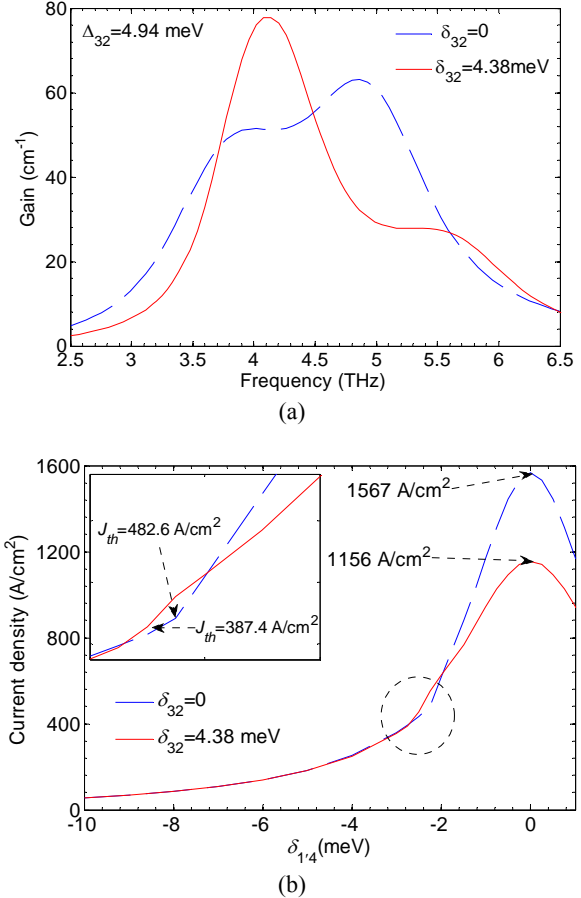 80
60
40
20
0
Gain (cm⁻¹)
Δ₃₂=4.94 meV
δ₃₂=0
δ₃₂=4.38meV
2.5 3 3.5 4 4.5 5 5.5 6 6.5
Frequency (THz)
(a)
1600
1200
800
400
0
Current density (A/cm²)
1567 A/cm²
1156 A/cm²
J_th=482.6 A/cm²
J_th=387.4 A/cm²
δ₃₂=0
δ₃₂=4.38 meV
-10 -8 -6 -4 -2 0
δ₁'₄(meV)
(b)